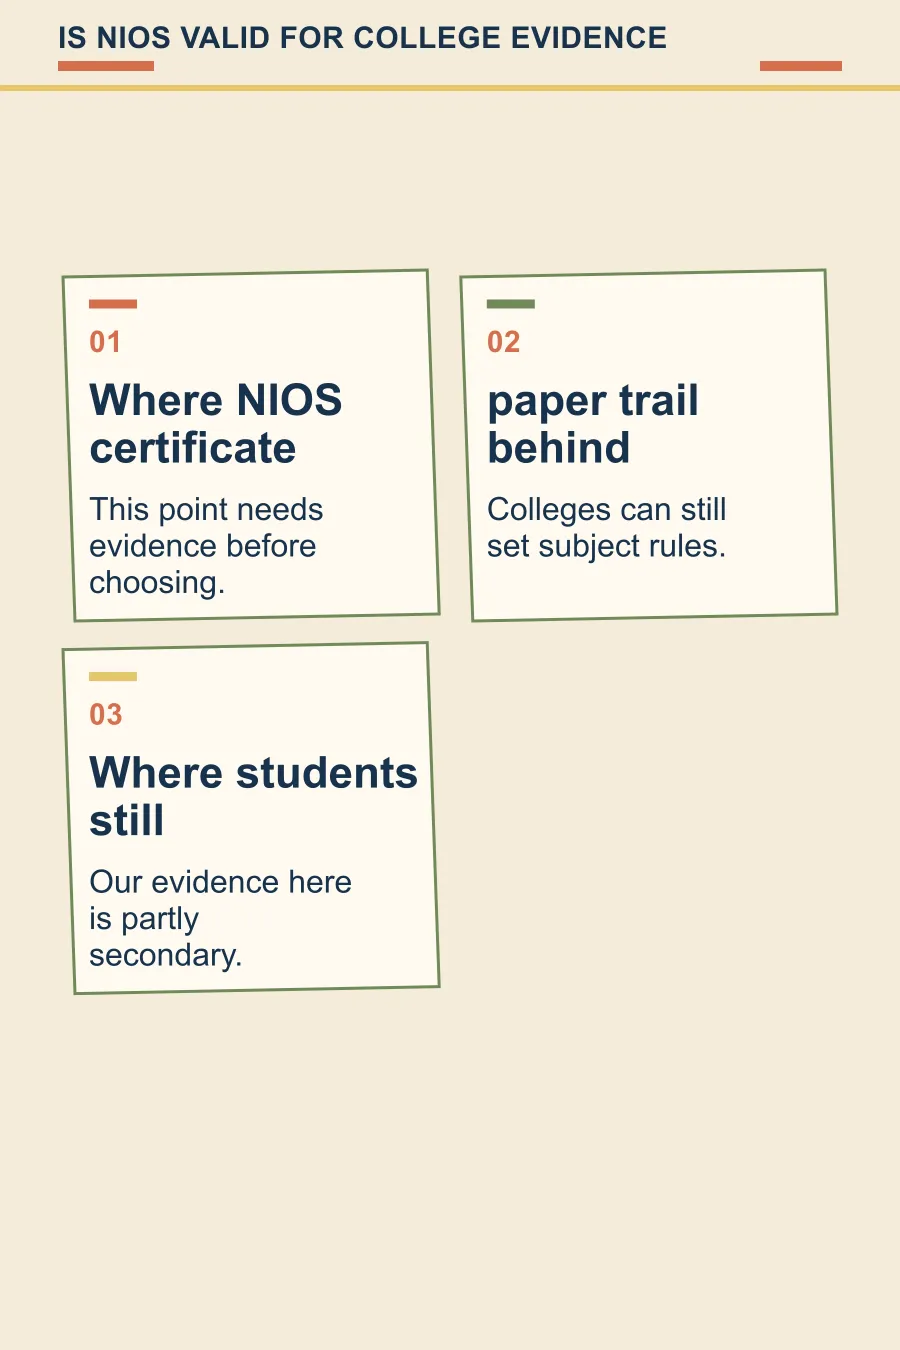 IS NIOS VALID FOR COLLEGE EVIDENCE
01
Where NIOS
certificate
This point needs
evidence before
choosing.
02
paper trail
behind
Colleges can still
set subject rules.
03
Where students
still
Our evidence here
is partly
secondary.